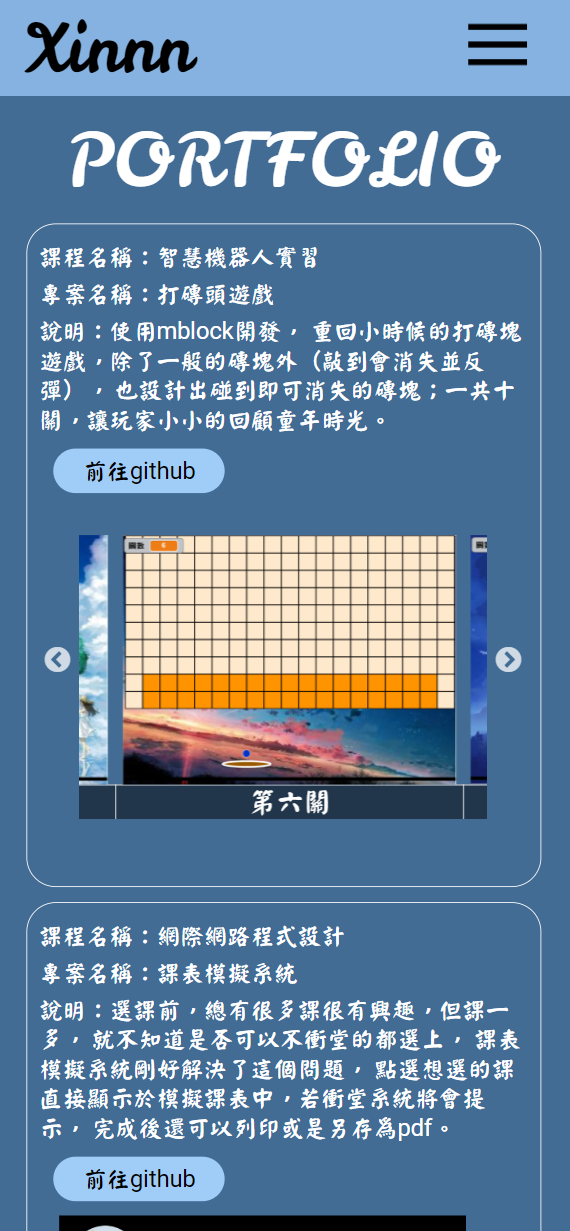 Xinnn
PORTFOLIO
課程名稱：智慧機器人實習
專案名稱：打磚頭遊戲
說明：使用mblock開發， 重回小時候的打磚塊
遊戲，除了一般的磚塊外（敲到會消失並反
彈），也設計出碰到即可消失的磚塊；一共十
關，讓玩家小小的回顧童年時光。
前往github
關數 6
第六關
課程名稱：網際網路程式設計
專案名稱：課表模擬系統
說明：選課前，總有很多課很有興趣，但課一
多， 就不知道是否可以不衝堂的都選上， 課表
模擬系統剛好解決了這個問題， 點選想選的課
直接顯示於模擬課表中，若衝堂系統將會提
示， 完成後還可以列印或是另存為pdf。
前往github